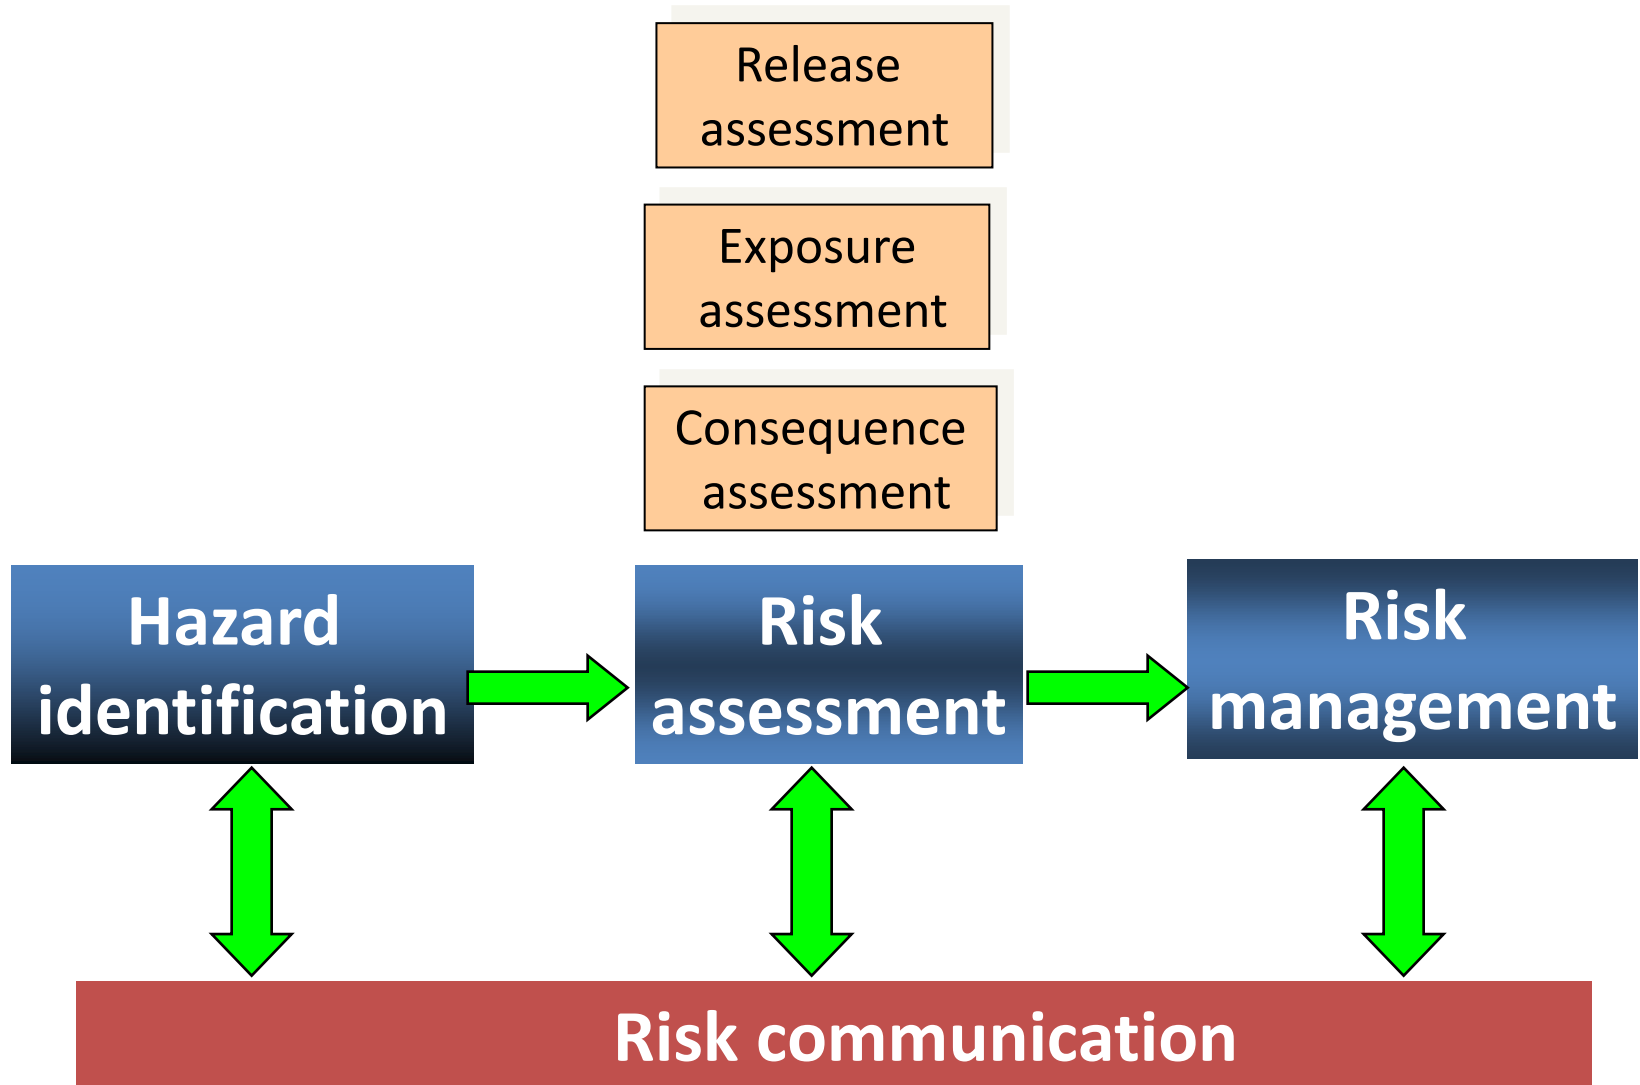 Release
assessment
Exposure
assessment
Consequence
assessment
Hazard
identification
Risk
assessment
Risk
management
Risk communication